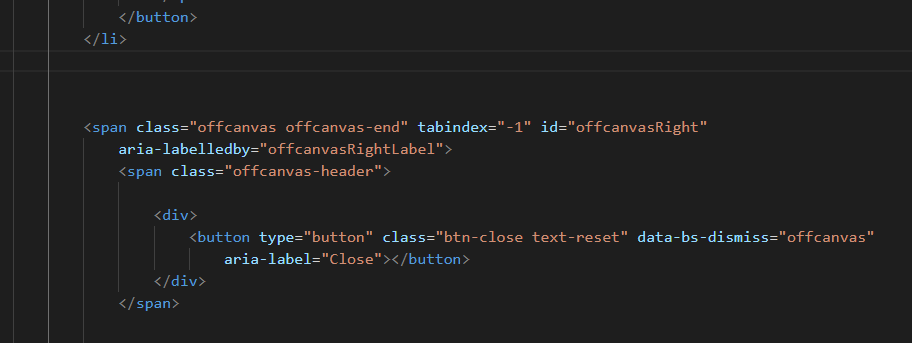 </button>
</li>
<span class="offcanvas offcanvas-end" tabindex="-1" id="offcanvasRight"
aria-labelledby="offcanvasRightLabel">
<span class="offcanvas-header">
<div>
<button type="button" class="btn-close text-reset" data-bs-dismiss="offcanvas"
aria-label="Close"></button>
</div>
</span>